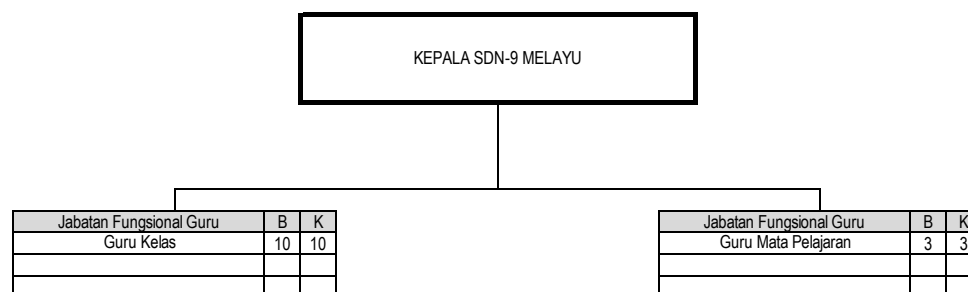 KEPALA SDN-9 MELAYU
Jabatan Fungsional Guru B K
Guru Kelas 10 10
Jabatan Fungsional Guru B K
Guru Mata Pelajaran 3 3